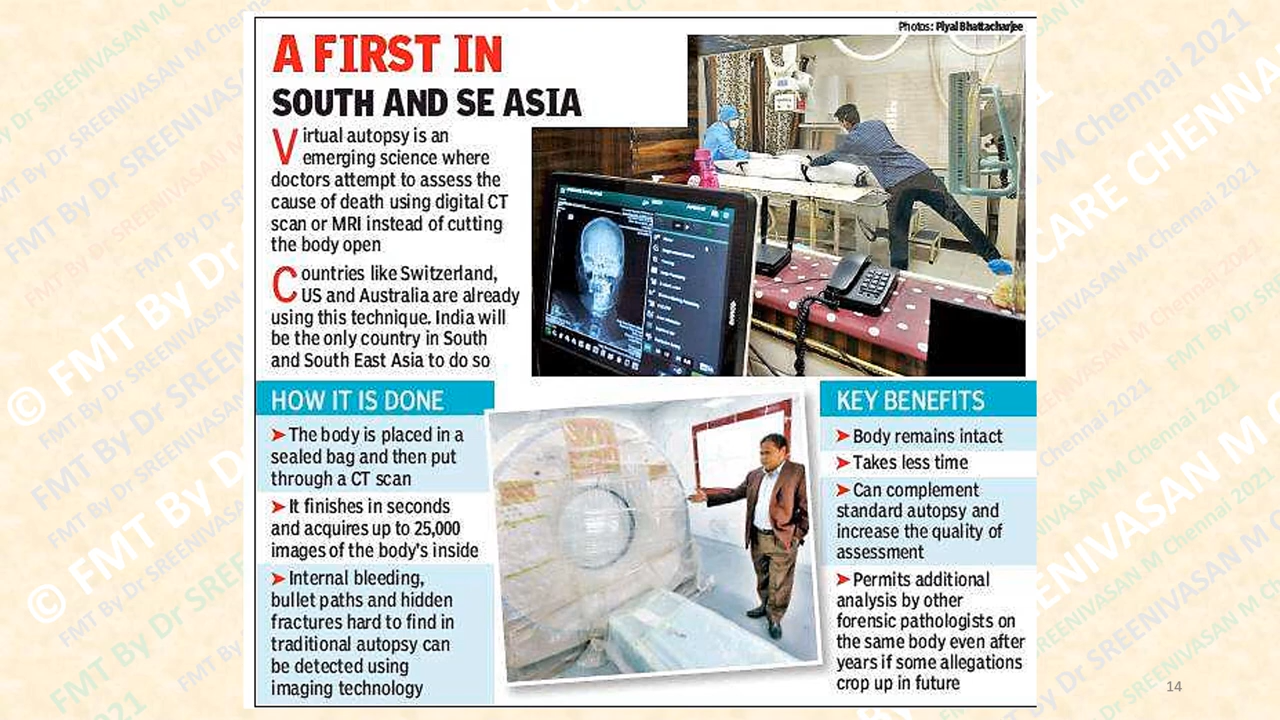 Photos: Piyal Bhattacharjee
A FIRST IN
SOUTH AND SE ASIA
Virtual autopsy is an
emerging science where
doctors attempt to assess the
cause of death using digital CT
scan or MRI instead of cutting
the body open
Countries like Switzerland,
US and Australia are already
using this technique. India will
be the only country in South
and South East Asia to do so
HOW IT IS DONE
➤ The body is placed in a
sealed bag and then put
through a CT scan
➤ It finishes in seconds
and acquires up to 25,000
images of the body's inside
➤ Internal bleeding,
bullet paths and hidden
fractures hard to find in
traditional autopsy can
be detected using
imaging technology
KEY BENEFITS
➤ Body remains intact
➤ Takes less time
➤ Can complement
standard autopsy and
increase the quality of
assessment
➤ Permits additional
analysis by other
forensic pathologists on
the same body even after
years if some allegations
crop up in future
14